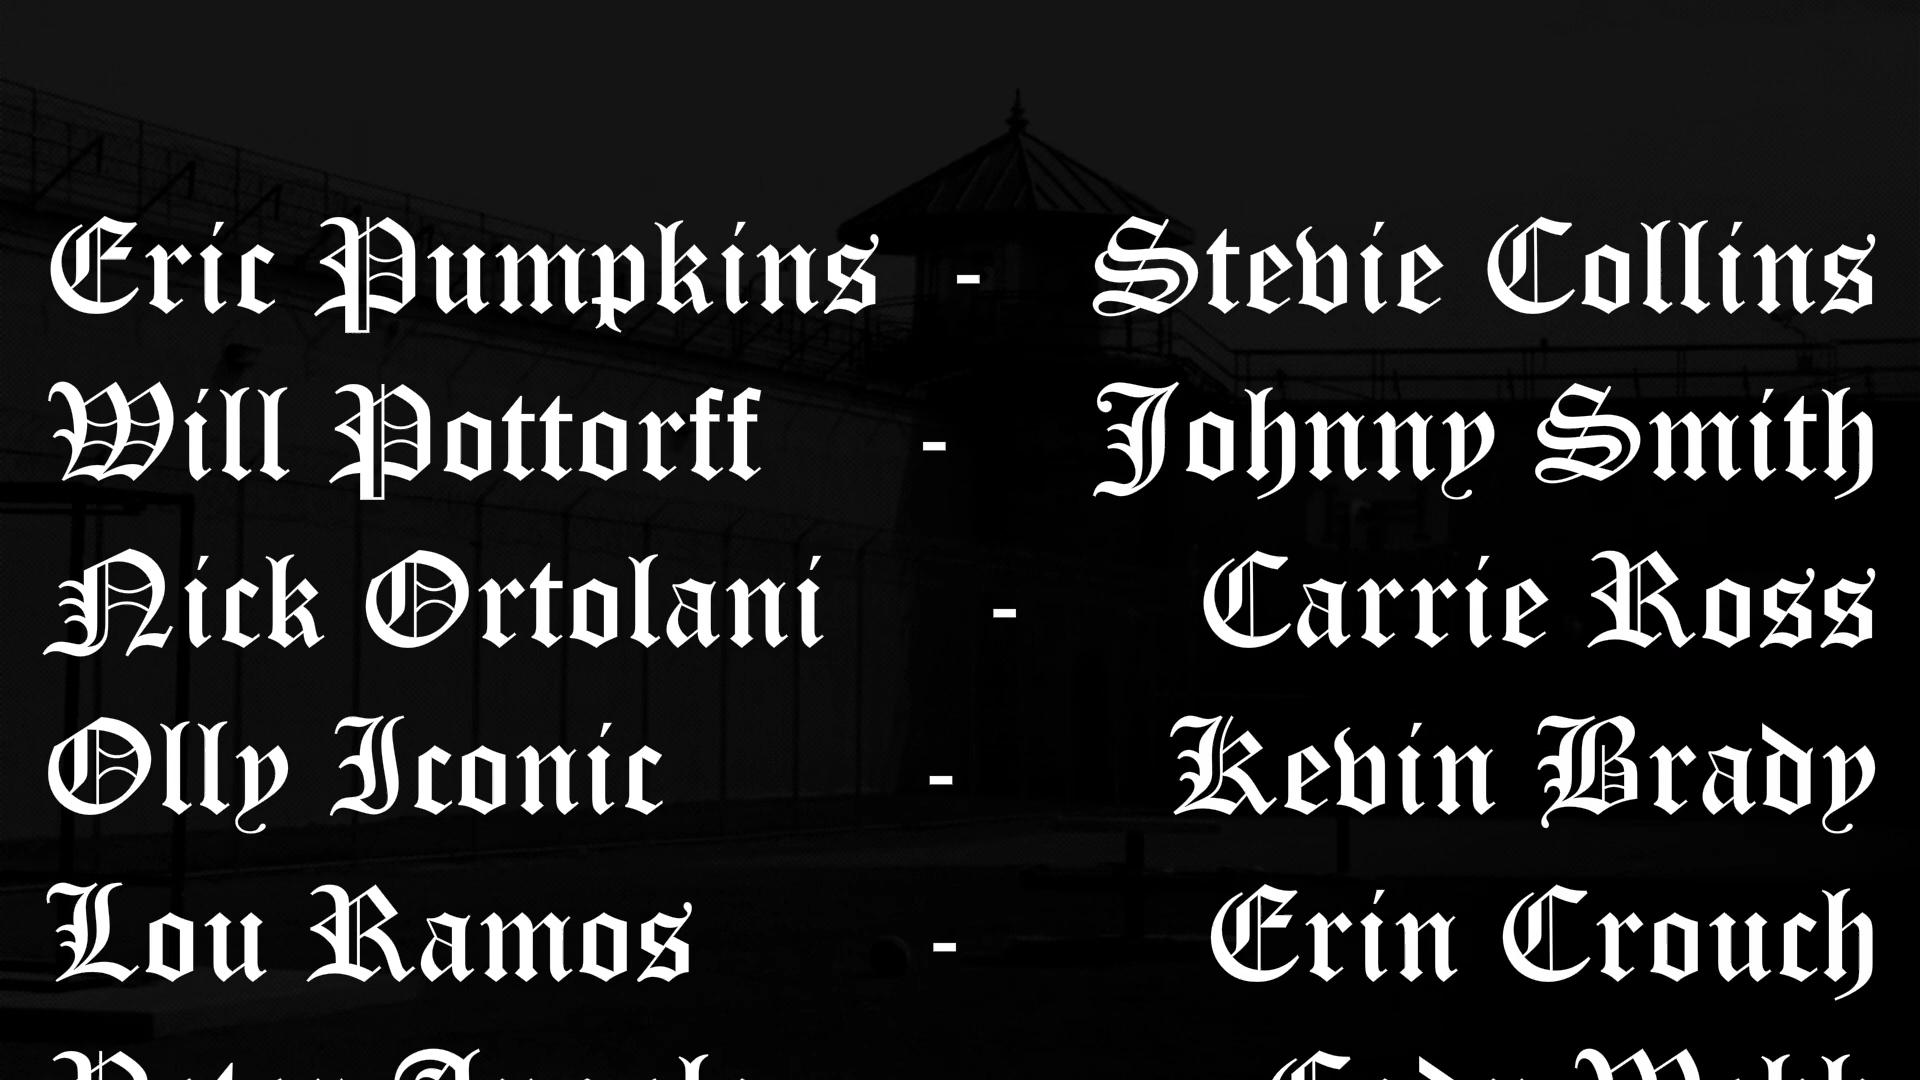 Eric Pumpkins - Stevie Collins
Will Pottorff - Johnny Smith
Nick Ortolani - Carrie Ross
Olly Iconic - Kevin Brady
Lou Ramos - Erin Crouch